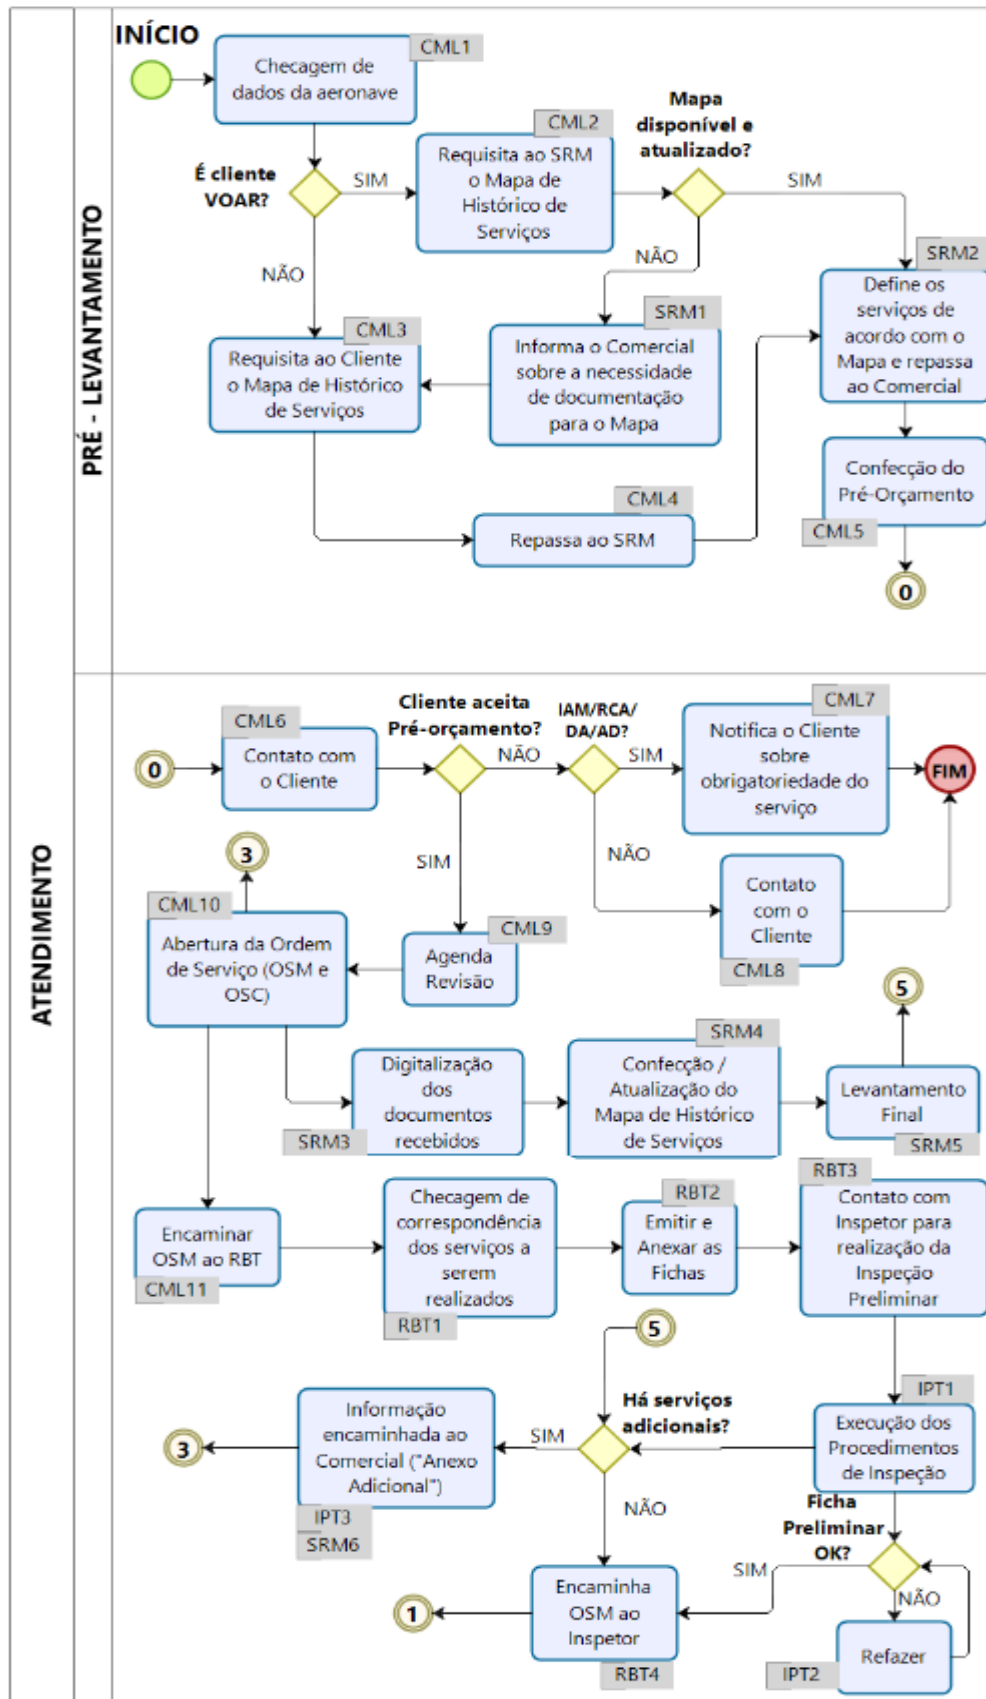 INÍCIO
CML1
Checagem de
dados da aeronave
É cliente
VOAR?
SIM
NÃO
CML2
Requisita ao SRM
o Mapa de
Histórico de
Serviços
Mapa
disponível e
atualizado?
SIM
NÃO
SRM2
Define os
serviços de
acordo com o
Mapa e repassa
ao Comercial
SRM1
Informa o Comercial
sobre a necessidade
de documentação
para o Mapa
CML3
Requisita ao Cliente
o Mapa de Histórico
de Serviços
CML4
Repassa ao SRM
Confecção do
Pré-Orçamento
CML5
0
PRÉ - LEVANTAMENTO
ATENDIMENTO
0
CML6
Contato com
o Cliente
Cliente aceita
Pré-orçamento?
NÃO
SIM
IAM/RCA/
DA/AD?
SIM
NÃO
CML7
Notifica o Cliente
sobre
obrigatoriedade do
serviço
FIM
Contato
com o
Cliente
CML8
3
CML10
Abertura da Ordem
de Serviço (OSM e
OSC)
CML9
Agenda
Revisão
5
Digitalização
dos
documentos
recebidos
SRM3
SRM4
Confecção /
Atualização do
Mapa de Histórico
de Serviços
Levantamento
Final
SRM5
Encaminar
OSM ao RBT
CML11
Checagem de
correspondência
dos serviços a
serem
realizados
RBT1
RBT2
Emitir e
Anexar as
Fichas
RBT3
Contato com
Inspetor para
realização da
Inspeção
Preliminar
5
IPT1
Execução dos
Procedimentos
de Inspeção
Há serviços
adicionais?
SIM
NÃO
Informação
encaminhada ao
Comercial ("Anexo
Adicional")
IPT3
SRM6
3
Ficha
Preliminar
OK?
SIM
NÃO
Encaminha
OSM ao
Inspetor
RBT4
1
Refazer
IPT2